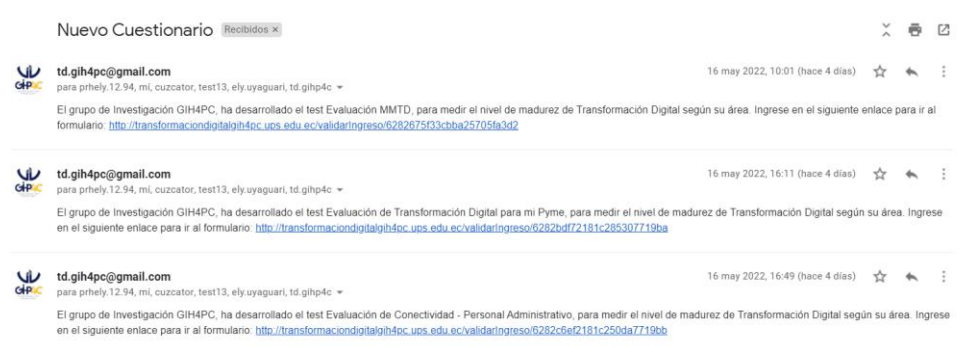 Nuevo Cuestionario Recibidos ×
td.gih4pc@gmail.com 16 may 2022, 10:01 (hace 4 días)
para prhely.12.94, mí, cuzcator, test13, ely.uyaguari, td.gihp4c
El grupo de Investigación GIH4PC, ha desarrollado el test Evaluación MMTD, para medir el nivel de madurez de Transformación Digital según su área. Ingrese en el siguiente enlace para ir al
formulario: http://transformaciondigitalgih4pc.ups.edu.ec/validarIngreso/6282675f33cbba25705fa3d2
td.gih4pc@gmail.com 16 may 2022, 16:11 (hace 4 días)
para prhely.12.94, mí, cuzcator, test13, ely.uyaguari, td.gihp4c
El grupo de Investigación GIH4PC, ha desarrollado el test Evaluación de Transformación Digital para mi Pyme, para medir el nivel de madurez de Transformación Digital según su área. Ingrese
en el siguiente enlace para ir al formulario: http://transformaciondigitalgih4pc.ups.edu.ec/validarIngreso/6282bdf72181c285307719ba
td.gih4pc@gmail.com 16 may 2022, 16:49 (hace 4 días)
para prhely.12.94, mí, cuzcator, test13, ely.uyaguari, td.gihp4c
El grupo de Investigación GIH4PC, ha desarrollado el test Evaluación de Conectividad - Personal Administrativo, para medir el nivel de madurez de Transformación Digital según su área. Ingrese
en el siguiente enlace para ir al formulario: http://transformaciondigitalgih4pc.ups.edu.ec/validarIngreso/6282c6ef2181c250da7719bb